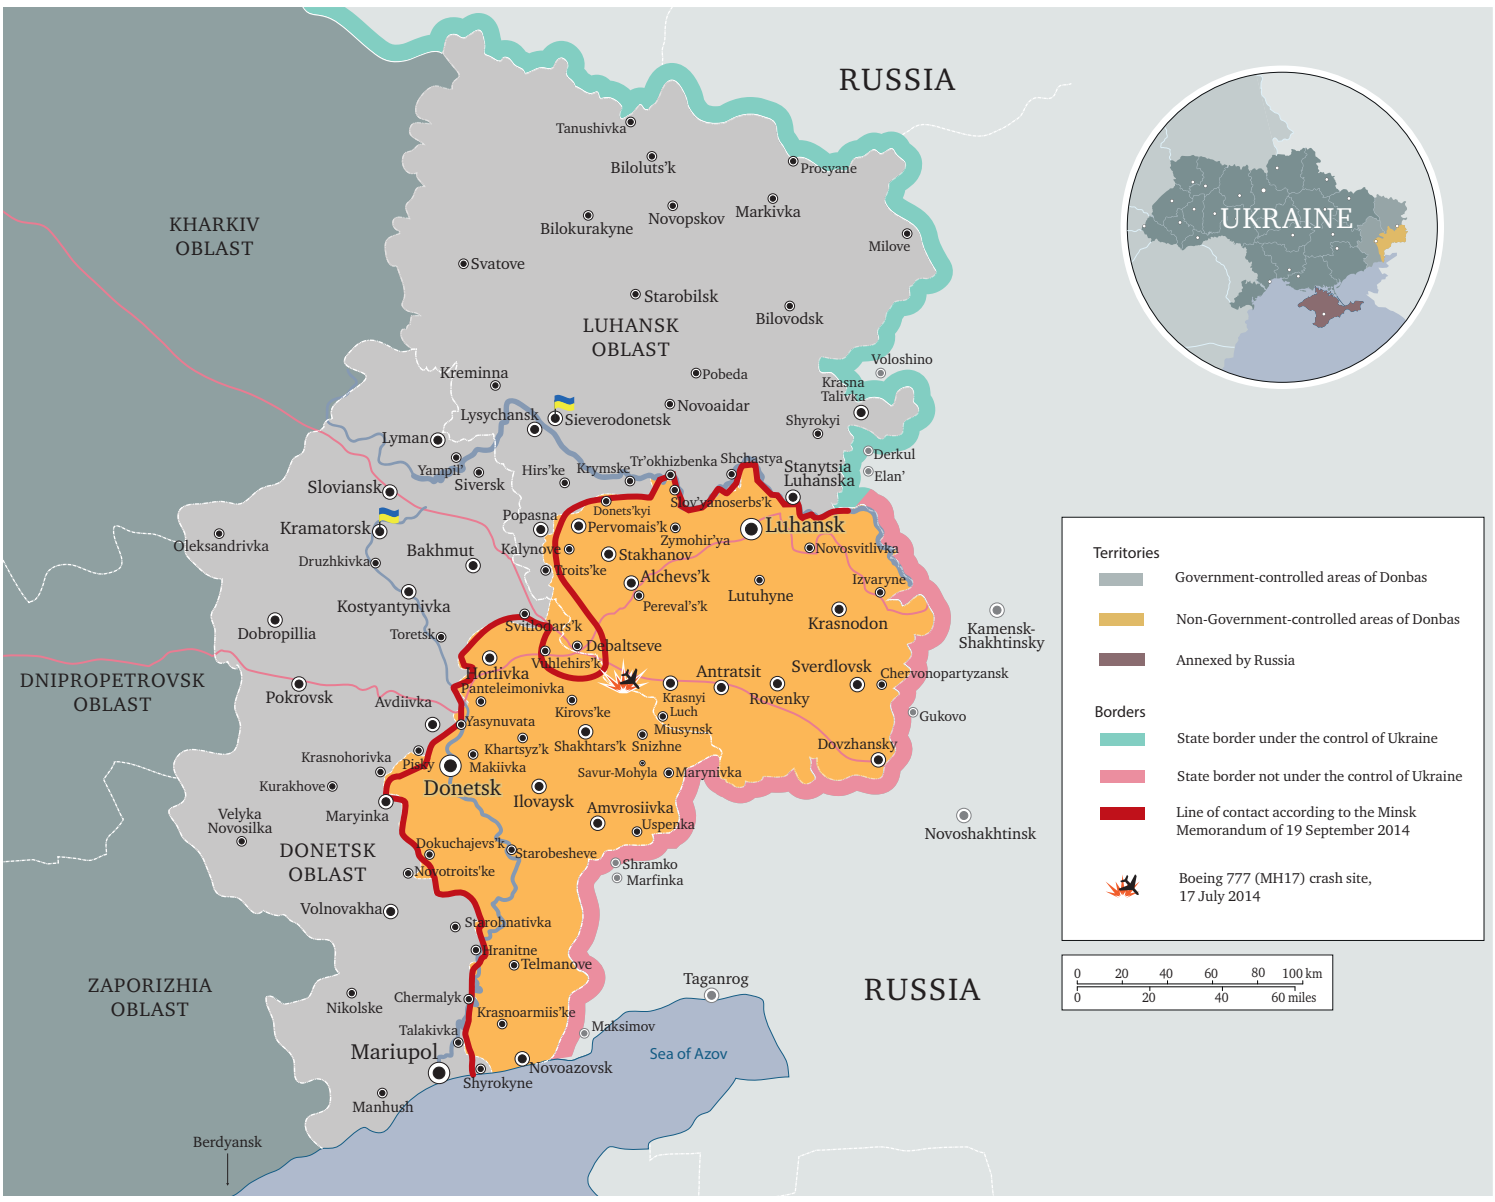 RUSSIA
Tanushivka
Biloluts'k
Prosyane
KHARKIV
OBLAST
Bilokurakyne
Novopskov
Markivka
Milove
UKRAINE
Svatove
Starobilsk
Bilovodsk
LUHANSK
OBLAST
Voloshino
Kreminna
Pobeda
Krasna
Talivka
Lysychansk
Sieverodonetsk
Novoaidar
Shyrokyi
Lyman
Yampil'
Siversk
Hirs'ke
Krymske
Tr'okhizbenka
Shchastya
Stanytsia
Luhanska
Derkul
Elan'
Sloviansk
Slov'yanoserbs'k
Donets'kyi
Popasna
Pervomais'k
Luhansk
Kramatorsk
Oleksandrivka
Zymohir'ya
Novosvitlivka
Bakhmut
Kalynove
Stakhanov
Druzhkivka
Troits'ke
Alchevs'k
Izvaryne
Kostyantynivka
Pereval's'k
Lutuhyne
Krasnodon
Kamensk-
Shakhtinsky
Dobropillia
Toretsk
Svitlodars'k
Debaltseve
Vuhlehirs'k
DNIPROPETROVSK
OBLAST
Horlivka
Pokrovsk
Panteleimonivka
Antratsit
Sverdlovsk
Chervonopartyzansk
Rovenky
Avdiivka
Kirovs'ke
Krasnyi
Luch
Gukovo
Yasynuvata
Miusynsk
Krasnohorivka
Pisky
Khartsyz'k
Shakhtars'k
Snizhne
Dovzhansky
Makiivka
Savur-Mohyla
Marynivka
Kurakhove
Donetsk
Ilovaysk
Maryinka
Amvrosiivka
Velyka
Novosilka
Uspenka
Novoshakhtinsk
DONETSK
OBLAST
Dokuchajevs'k
Starobesheve
Novotroits'ke
Shramko
Marfinka
Volnovakha
Starohnativka
Hranitne
Telmanove
ZAPORIZHIA
OBLAST
Nikolske
Chermalyk
Krasnoarmiis'ke
Taganrog
RUSSIA
Talakivka
Maksimov
Mariupol
Novoazovsk
Shyrokyne
Sea of Azov
Manhush
Berdyansk
Territories
Government-controlled areas of Donbas
Non-Government-controlled areas of Donbas
Annexed by Russia
Borders
State border under the control of Ukraine
State border not under the control of Ukraine
Line of contact according to the Minsk
Memorandum of 19 September 2014
Boeing 777 (MH17) crash site,
17 July 2014
0 20 40 60 80 100 km
0 20 40 60 miles